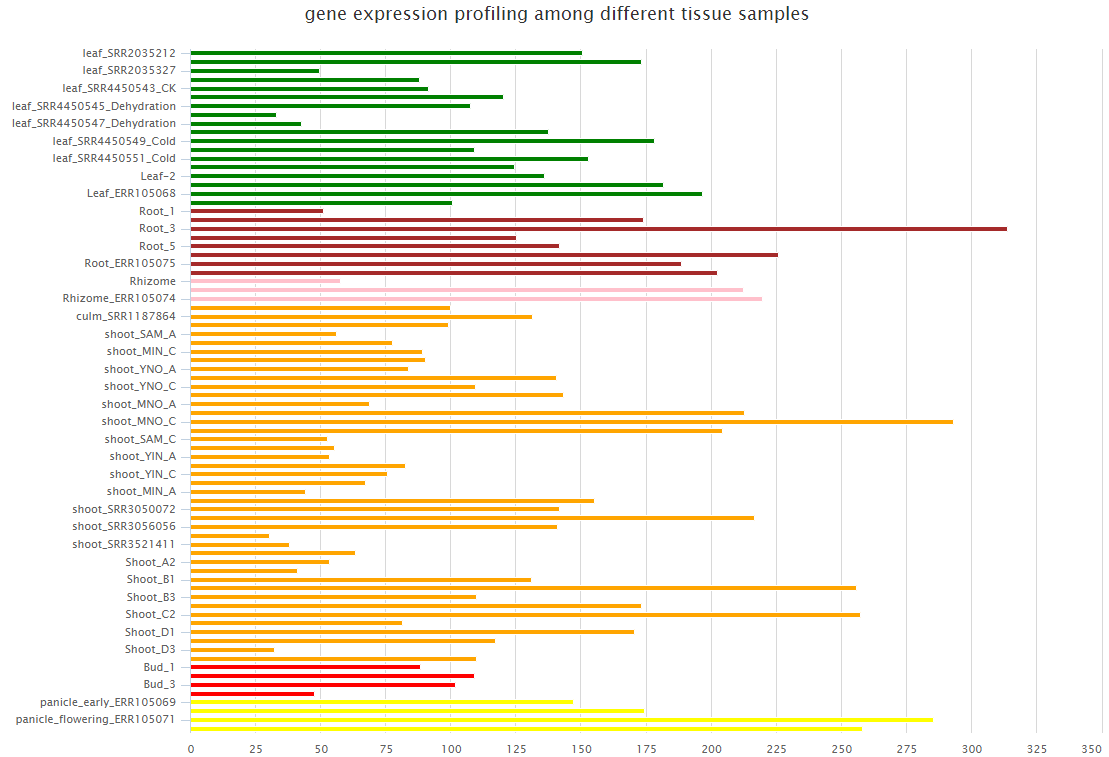 gene expression profiling among different tissue samples
leaf_SRR2035212
leaf_SRR2035327
leaf_SRR4450543_CK
leaf_SRR4450545_Dehydration
leaf_SRR4450547_Dehydration
leaf_SRR4450549_Cold
leaf_SRR4450551_Cold
Leaf-2
Leaf_ERR105068
Root_1
Root_3
Root_5
Root_ERR105075
Rhizome
Rhizome_ERR105074
culm_SRR1187864
shoot_SAM_A
shoot_MIN_C
shoot_YNO_A
shoot_YNO_C
shoot_MNO_A
shoot_MNO_C
shoot_SAM_C
shoot_YIN_A
shoot_YIN_C
shoot_MIN_A
shoot_SRR3050072
shoot_SRR3056056
shoot_SRR3521411
Shoot_A2
Shoot_B1
Shoot_B3
Shoot_C2
Shoot_D1
Shoot_D3
Bud_1
Bud_3
panicle_early_ERR105069
panicle_flowering_ERR105071
0 25 50 75 100 125 150 175 200 225 250 275 300 325 350